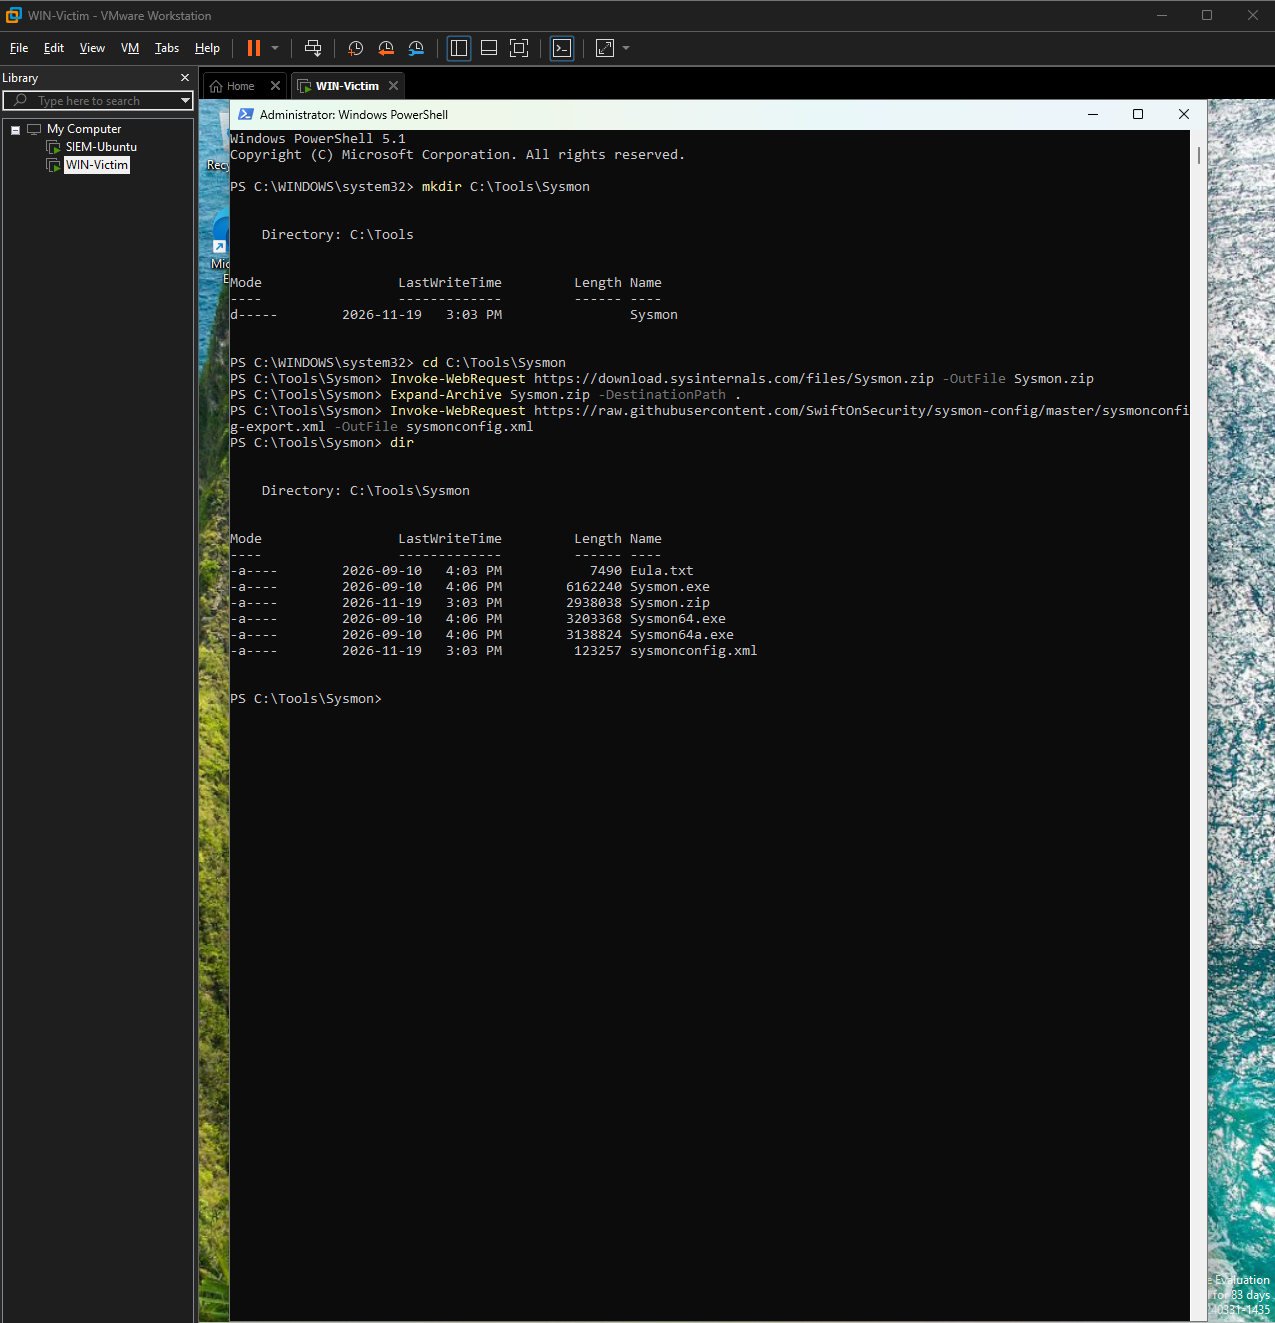 WIN-Victim - VMware Workstation
File Edit View VM Tabs Help
Library
Type here to search
My Computer
SIEM-Ubuntu
WIN-Victim
Home
WIN-Victim
Administrator: Windows PowerShell
Windows PowerShell 5.1
Copyright (C) Microsoft Corporation. All rights reserved.
PS C:\WINDOWS\system32> mkdir C:\Tools\Sysmon
Directory: C:\Tools
Mode LastWriteTime Length Name
---- ------------- ------ ----
d----- 2026-11-19 3:03 PM Sysmon
PS C:\WINDOWS\system32> cd C:\Tools\Sysmon
PS C:\Tools\Sysmon> Invoke-WebRequest https://download.sysinternals.com/files/Sysmon.zip -OutFile Sysmon.zip
PS C:\Tools\Sysmon> Expand-Archive Sysmon.zip -DestinationPath .
PS C:\Tools\Sysmon> Invoke-WebRequest https://raw.githubusercontent.com/SwiftOnSecurity/sysmon-config/master/sysmonconfi
g-export.xml -OutFile sysmonconfig.xml
PS C:\Tools\Sysmon> dir
Directory: C:\Tools\Sysmon
Mode LastWriteTime Length Name
---- ------------- ------ ----
-a---- 2026-09-10 4:03 PM 7490 Eula.txt
-a---- 2026-09-10 4:06 PM 6162240 Sysmon.exe
-a---- 2026-11-19 3:03 PM 2938038 Sysmon.zip
-a---- 2026-09-10 4:06 PM 3203368 Sysmon64.exe
-a---- 2026-09-10 4:06 PM 3138824 Sysmon64a.exe
-a---- 2026-11-19 3:03 PM 123257 sysmonconfig.xml
PS C:\Tools\Sysmon>
Recy
Mic
E
Evaluation
for 83 days
40331-1435